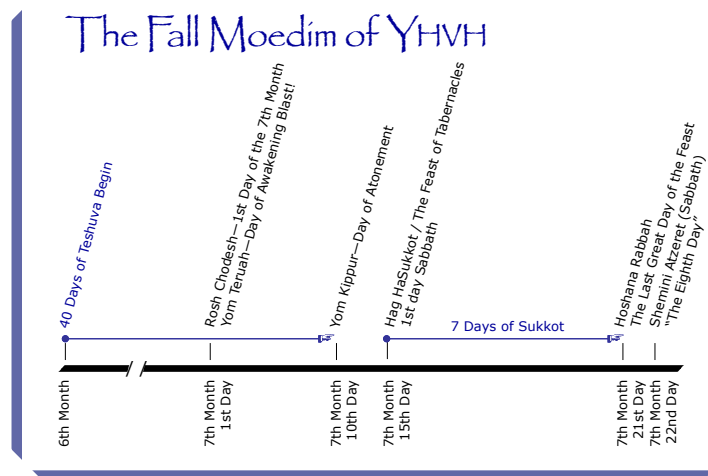 The Fall Moedim of YHVH
40 Days of Teshuva Begin
Rosh Chodesh—1st Day of the 7th Month
Yom Teruah—Day of Awakening Blast!
Yom Kippur—Day of Atonement
Hag HaSukkot / The Feast of Tabernacles
1st day Sabbath
7 Days of Sukkot
Hoshana Rabbah
The Last Great Day of the Feast
Shemini Atzeret (Sabbath)
“The Eighth Day”
6th Month
7th Month
1st Day
7th Month
10th Day
7th Month
15th Day
7th Month
21st Day
7th Month
22nd Day